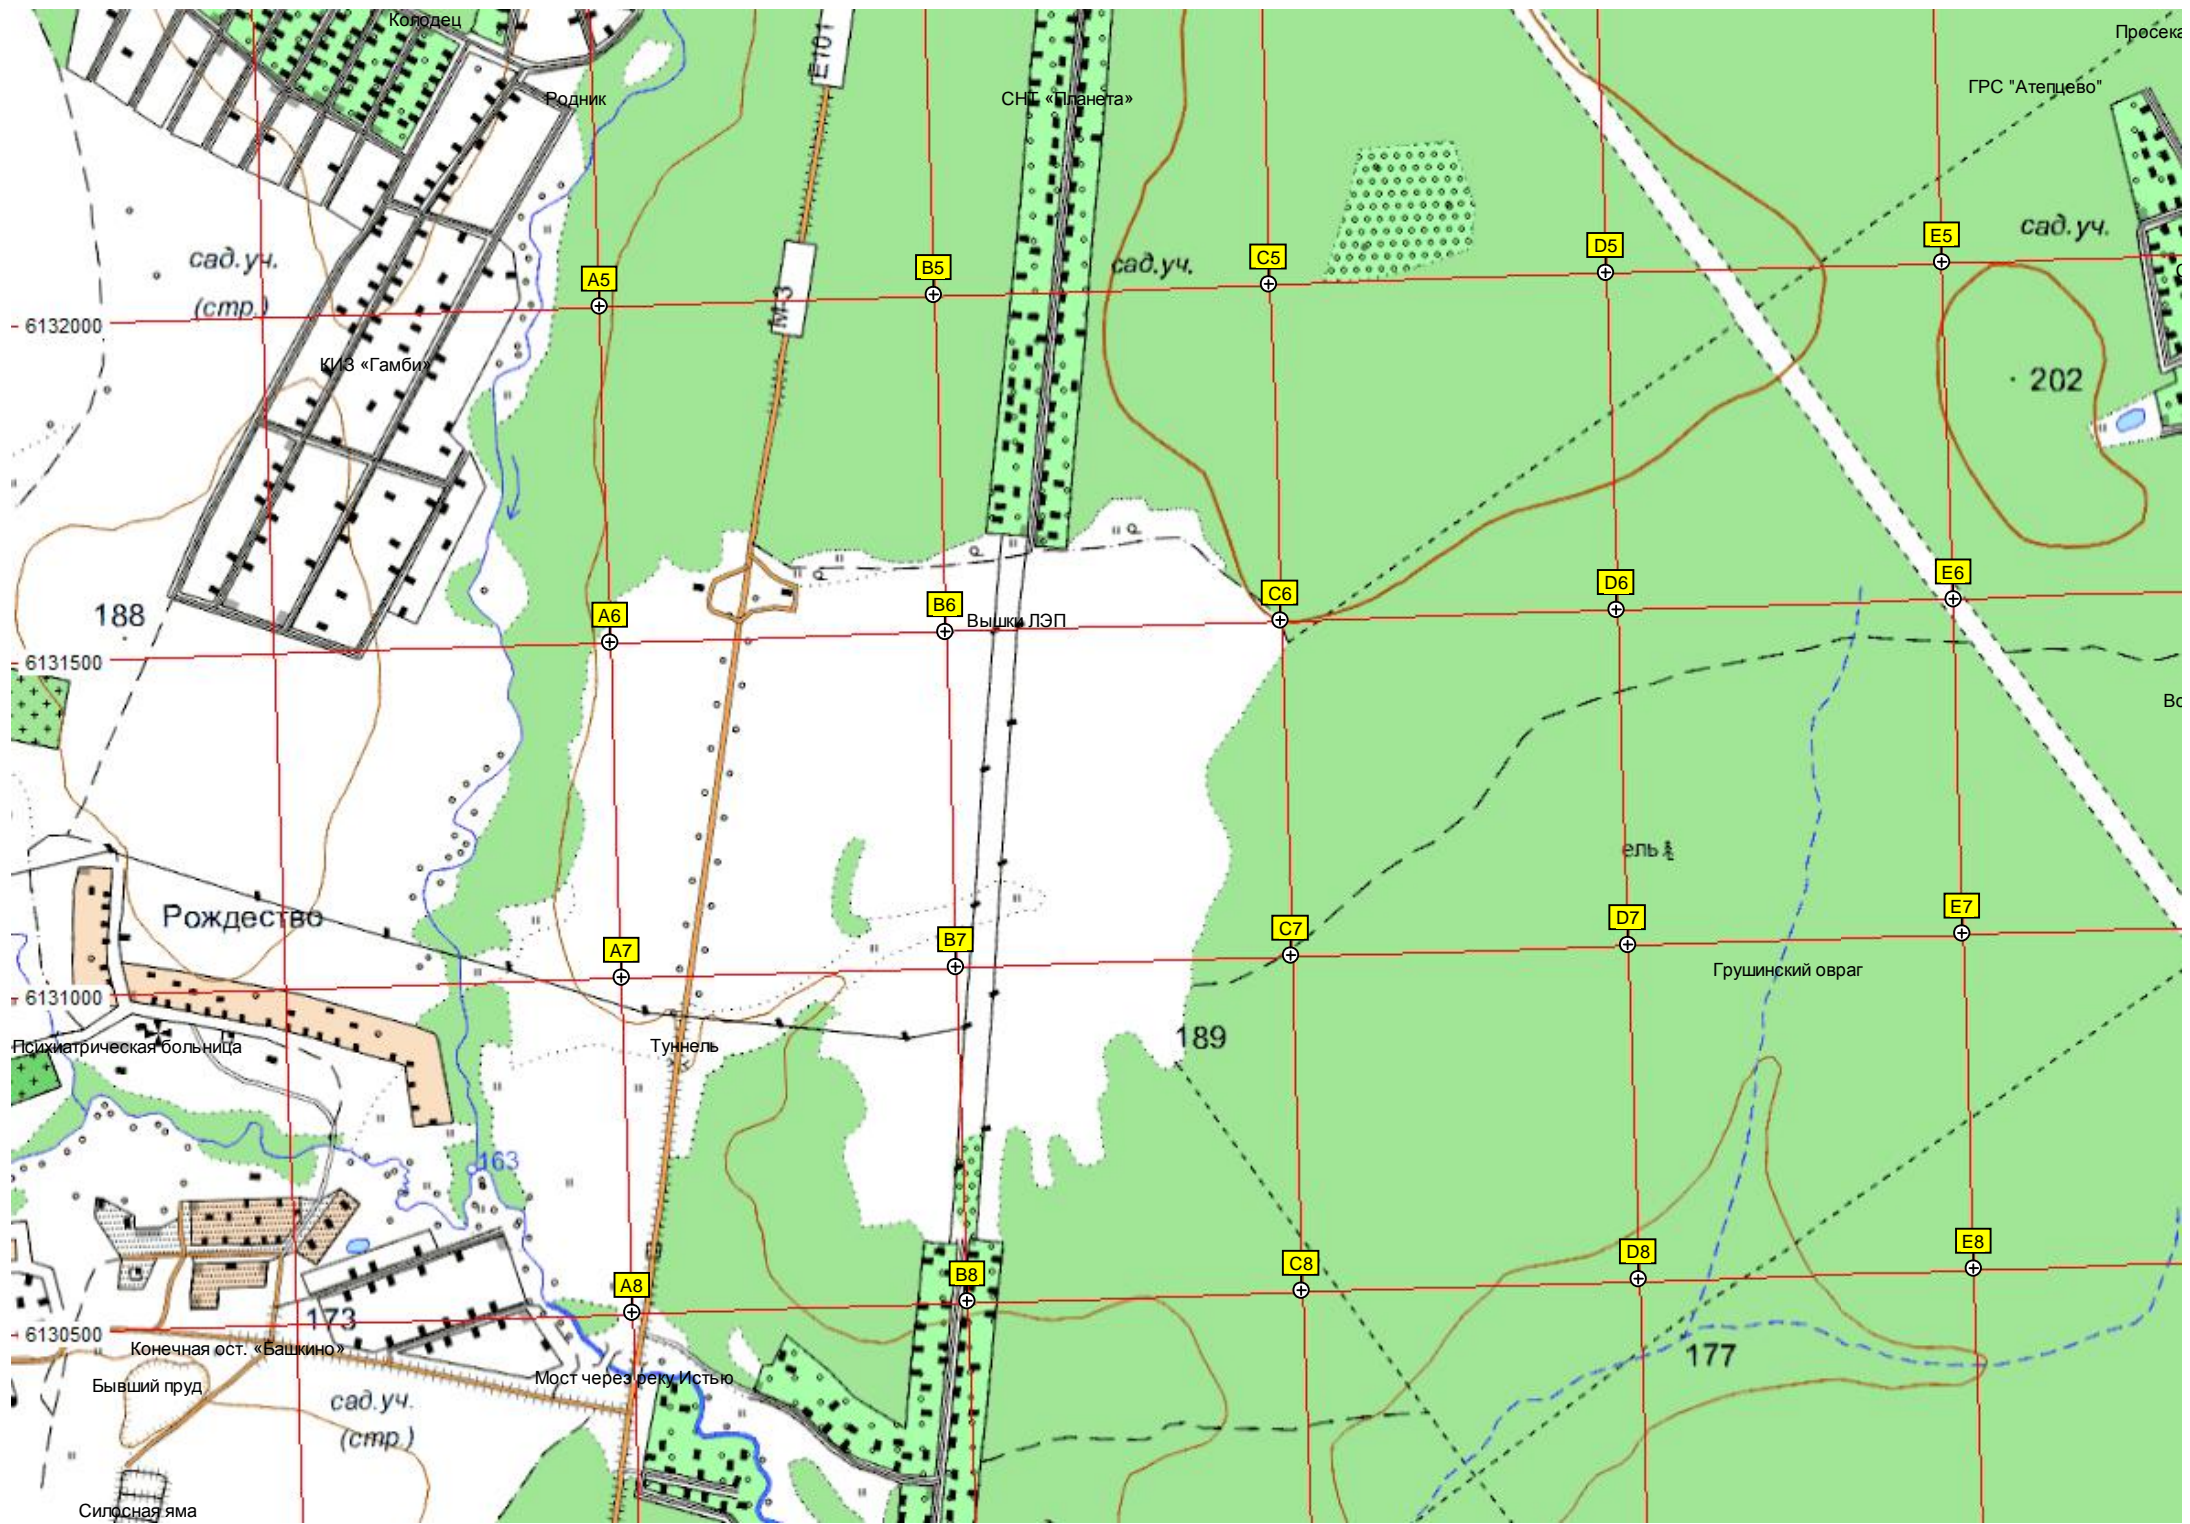 Колодец
E101
Просека
ГРС "Атепцево"
Родник
СНТ «Планета»
сад.уч.
D5
E5
сад.уч.
C5
сад.уч.
B5
A5
(стр.)
М-3
6132000
КИЗ «Гамби»
202
E6
D6
C6
B6
A6
188
Вышки ЛЭП
6131500
Во
ель
Рождество
E7
D7
C7
B7
A7
Грушинский овраг
6131000
189
Психиатрическая больница
Туннель
163
E8
D8
C8
B8
A8
173
6130500
Конечная ост. «Башкино»
177
Бывший пруд
Мост через реку Истью
сад.уч.
(стр.)
Силосная яма